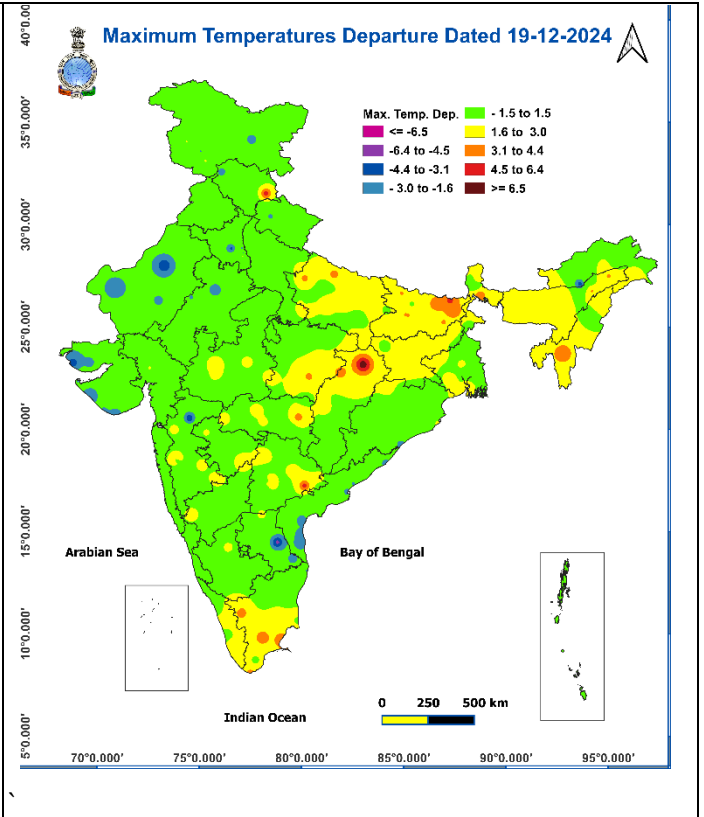 Maximum Temperatures Departure Dated 19-12-2024
Max. Temp. Dep.
<= -6.5
-6.4 to -4.5
-4.4 to -3.1
- 3.0 to -1.6
- 1.5 to 1.5
1.6 to 3.0
3.1 to 4.4
4.5 to 6.4
>= 6.5
40°0.00
35°0.000'
30°0.000'
25°0.000'
20°0.000'
15°0.000'
10°0.000'
5°0.000'
Arabian Sea
Bay of Bengal
Indian Ocean
0 250 500 km
70°0.000' 75°0.000' 80°0.000' 85°0.000' 90°0.000' 95°0.000'
`